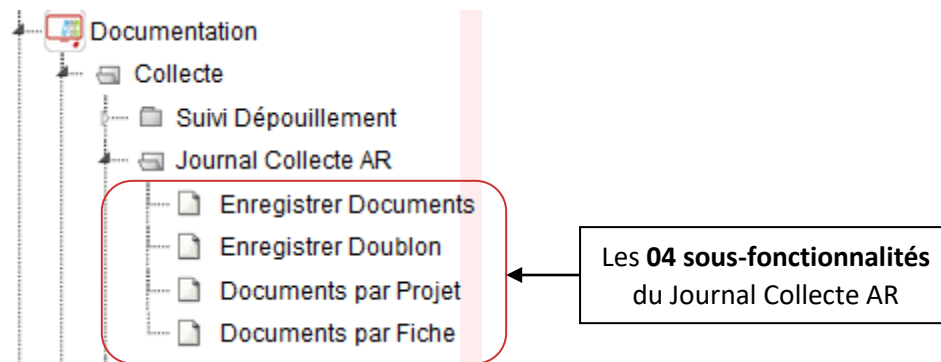 Documentation
Collecte
Suivi Dépouillement
Journal Collecte AR
Enregistrer Documents
Enregistrer Doublon
Documents par Projet
Documents par Fiche
Les 04 sous-fonctionnalités
du Journal Collecte AR